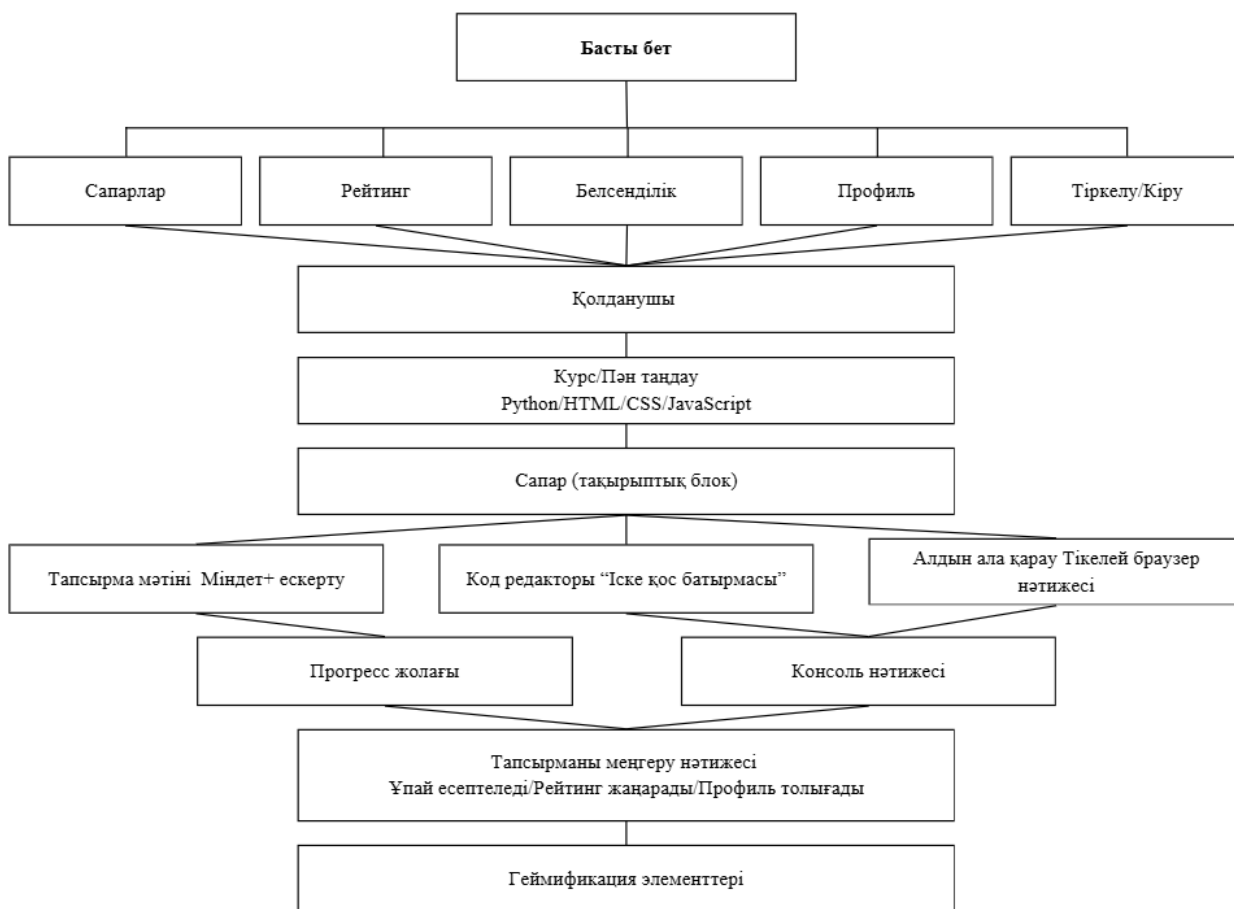 Басты бет
Сапарлар
Рейтинг
Белсенділік
Профиль
Тіркелу/Кіру
Қолданушы
Курс/Пән таңдау
Python/HTML/CSS/JavaScript
Сапар (тақырыптық блок)
Тапсырма мәтіні  Міндет+ ескерту
Код редакторы “Іске қос батырмасы”
Алдын ала қарау Тікелей браузер
нәтижесі
Прогресс жолағы
Консоль нәтижесі
Тапсырманы меңгеру нәтижесі
Ұпай есептеледі/Рейтинг жаңарады/Профиль толығады
Геймификация элементтері